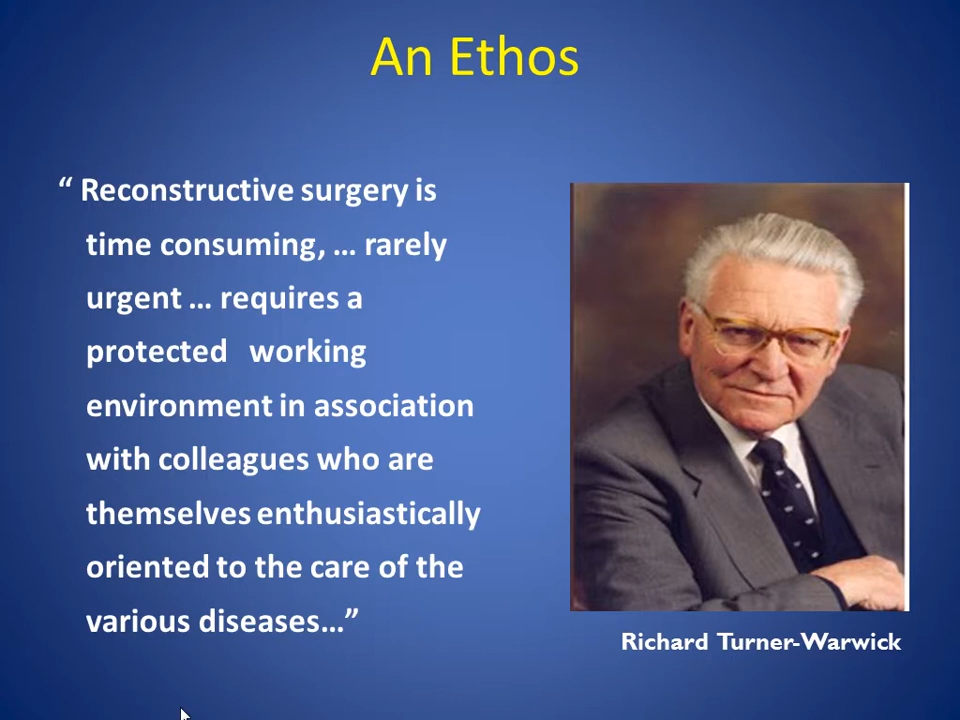 An Ethos
“ Reconstructive surgery is
time consuming, … rarely
urgent … requires a
protected working
environment in association
with colleagues who are
themselves enthusiastically
oriented to the care of the
various diseases…”
Richard Turner-Warwick